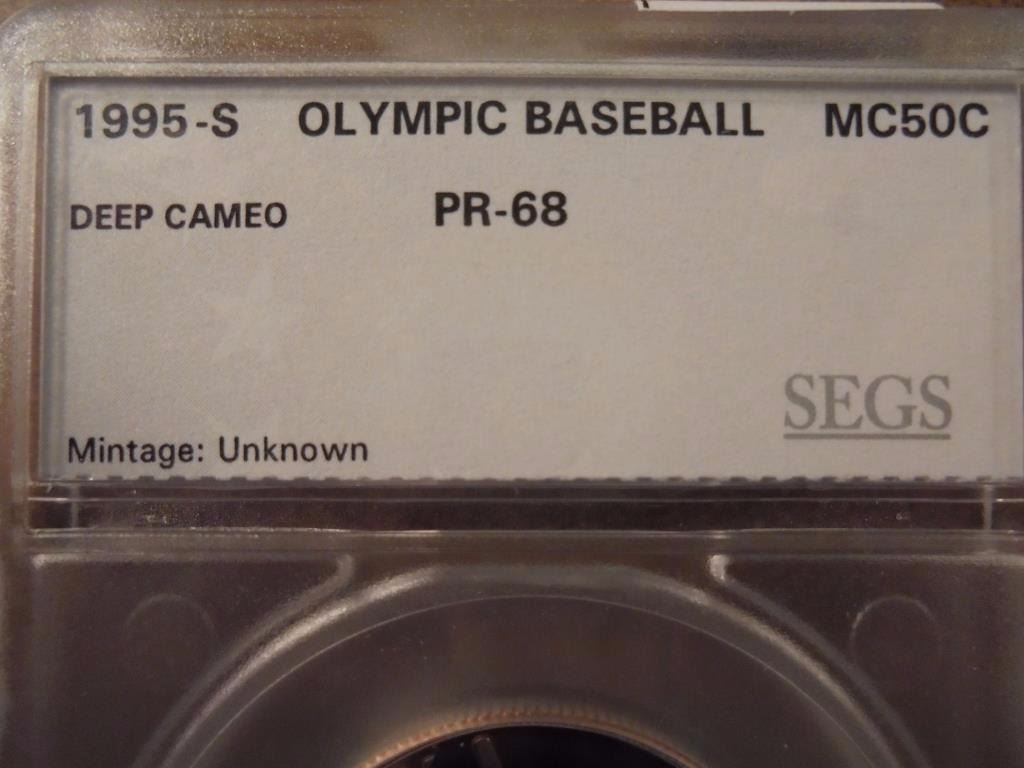 1995-S OLYMPIC BASEBALL MC50C
DEEP CAMEO PR-68
SEGS
Mintage: Unknown